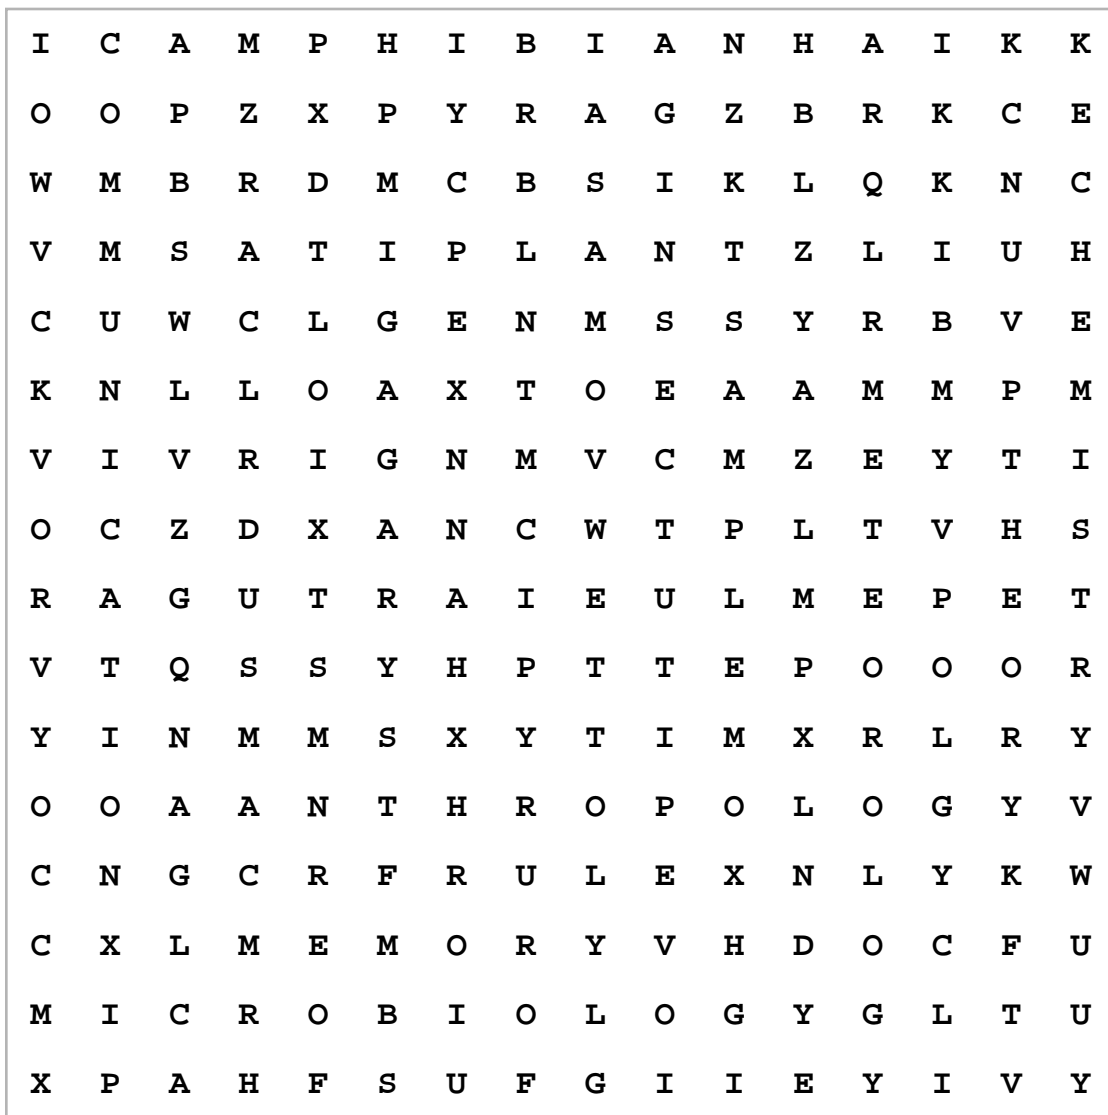 I C A M P H I B I A N H A I K K
O O P Z X P Y R A G Z B R K C E
W M B R D M C B S I K L Q K N C
V M S A T I P L A N T Z L I U H
C U W C L G E N M S S Y R B V E
K N L L O A X T O E A A M M P M
V I V R I G N M V C M Z E Y T I
O C Z D X A N C W T P L T V H S
R A G U T R A I E U L M E P E T
V T Q S S Y H P T T E P O O O R
Y I N M M S X Y T I M X R L R Y
O O A A N T H R O P O L O G Y V
C N G C R F R U L E X N L Y K W
C X L M E M O R Y V H D O C F U
M I C R O B I O L O G Y G L T U
X P A H F S U F G I I E Y I V Y